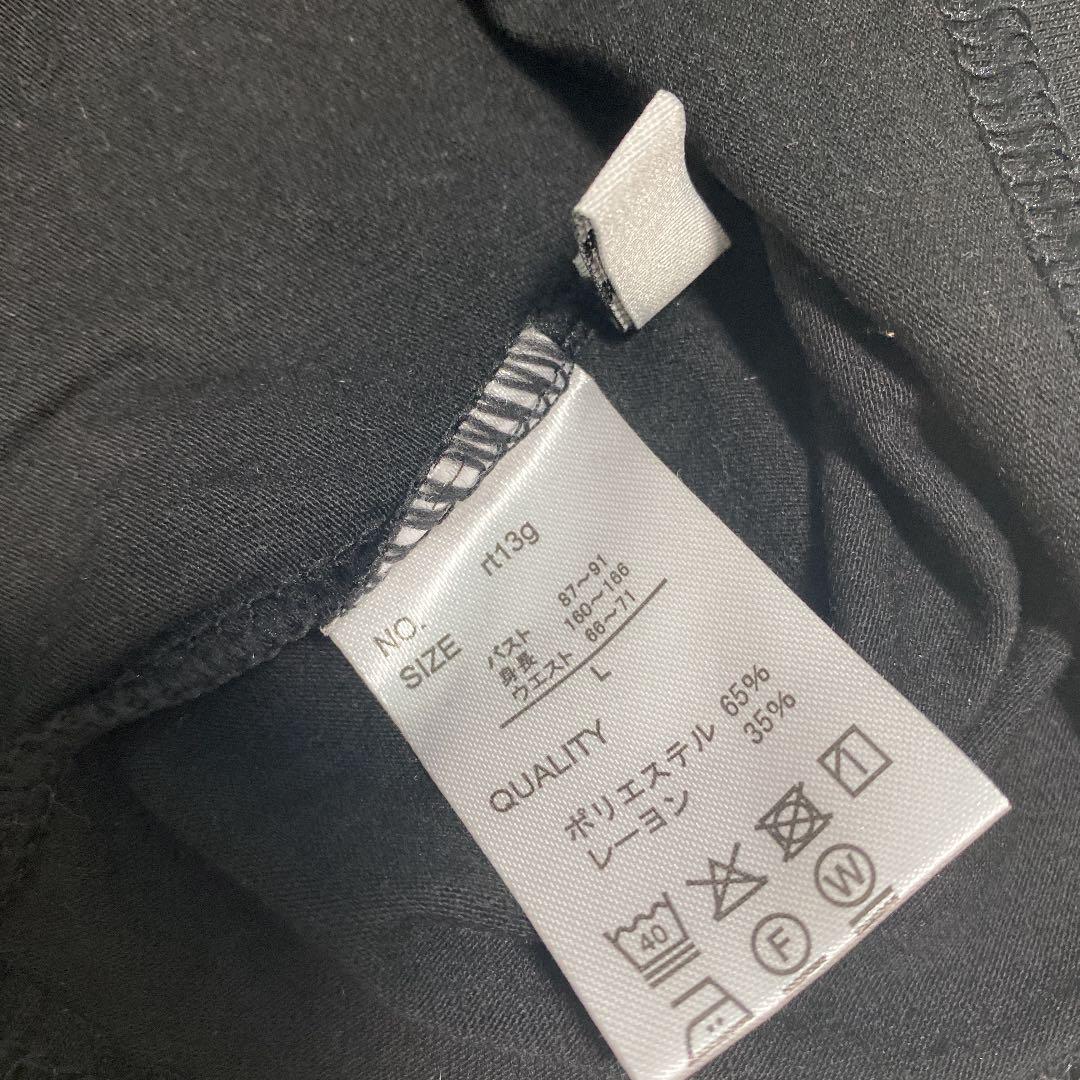 NO. rt13g
SIZE バスト 87～91
身長 160～166
ウエスト 66～71
L
QUALITY
ポリエステル 65%
レーヨン 35%
40
F W